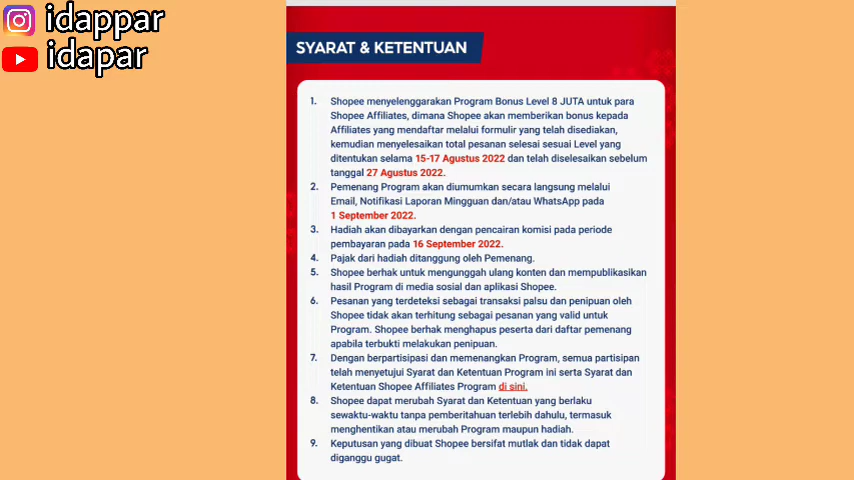 idappar
idapar
SYARAT & KETENTUAN
1. Shopee menyelenggarakan Program Bonus Level 8 JUTA untuk para
Shopee Affiliates, dimana Shopee akan memberikan bonus kepada
Affiliates yang mendaftar melalui formulir yang telah disediakan,
kemudian menyelesaikan total pesanan selesai sesuai Level yang
ditentukan selama 15-17 Agustus 2022 dan telah diselesaikan sebelum
tanggal 27 Agustus 2022.
2. Pemenang Program akan diumumkan secara langsung melalui
Email, Notifikasi Laporan Mingguan dan/atau WhatsApp pada
1 September 2022.
3. Hadiah akan dibayarkan dengan pencairan komisi pada periode
pembayaran pada 16 September 2022.
4. Pajak dari hadiah ditanggung oleh Pemenang.
5. Shopee berhak untuk mengunggah ulang konten dan mempublikasikan
hasil Program di media sosial dan aplikasi Shopee.
6. Pesanan yang terdeteksi sebagai transaksi palsu dan penipuan oleh
Shopee tidak akan terhitung sebagai pesanan yang valid untuk
Program. Shopee berhak menghapus peserta dari daftar pemenang
apabila terbukti melakukan penipuan.
7. Dengan berpartisipasi dan memenangkan Program, semua partisipan
telah menyetujui Syarat dan Ketentuan Program ini serta Syarat dan
Ketentuan Shopee Affiliates Program di sini.
8. Shopee dapat merubah Syarat dan Ketentuan yang berlaku
sewaktu-waktu tanpa pemberitahuan terlebih dahulu, termasuk
menghentikan atau merubah Program maupun hadiah.
9. Keputusan yang dibuat Shopee bersifat mutlak dan tidak dapat
diganggu gugat.